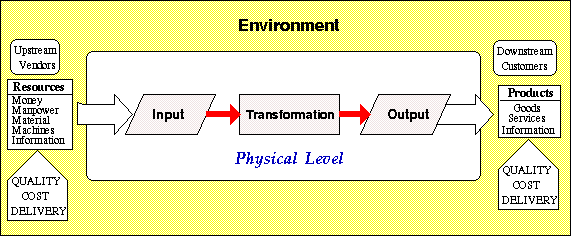 Environment
Upstream
Vendors
Resources
Money
Manpower
Material
Machines
Information
QUALITY
COST
DELIVERY
Input
Transformation
Output
Physical Level
Downstream
Customers
Products
Goods
Services
Information
QUALITY
COST
DELIVERY